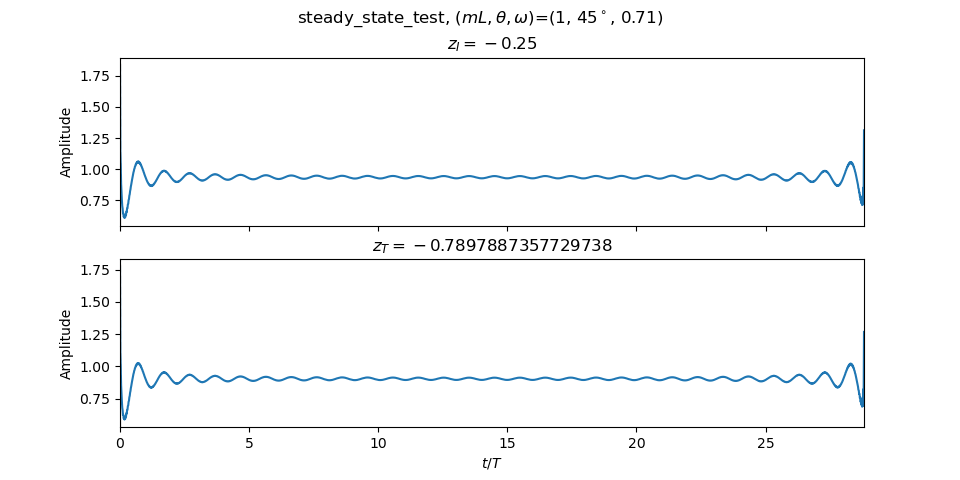 steady_state_test, (mL, θ, ω)=(1, 45°, 0.71)
z_I = −0.25
1.75
1.50
1.25
1.00
0.75
Amplitude
z_T = −0.7897887357729738
1.75
1.50
1.25
1.00
0.75
Amplitude
0 5 10 15 20 25
t/T